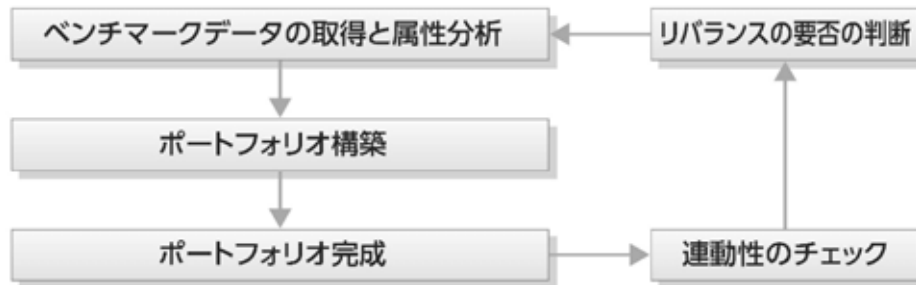 ベンチマークデータの取得と属性分析
リバランスの要否の判断
ポートフォリオ構築
ポートフォリオ完成
連動性のチェック